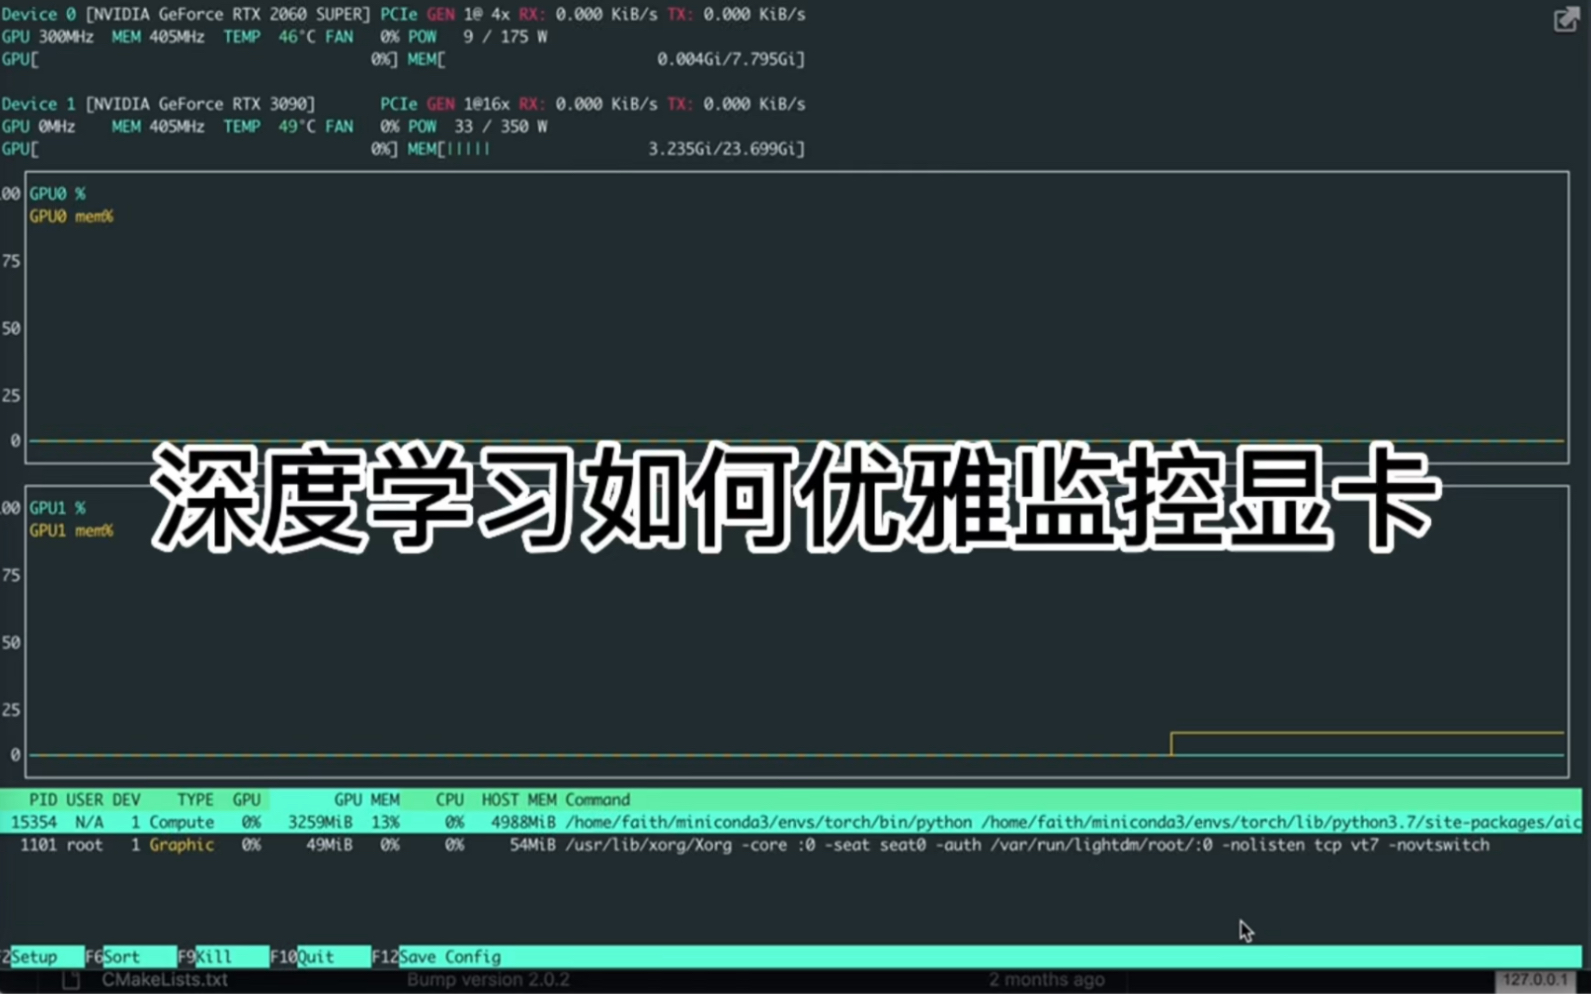 Device 0 [NVIDIA GeForce RTX 2060 SUPER] PCIe GEN 1@ 4x RX: 0.000 KiB/s TX: 0.000 KiB/s
GPU 300MHz MEM 405MHz TEMP 46°C FAN 0% POW 9 / 175 W
GPU[ 0%] MEM[ 0.004Gi/7.795Gi]
Device 1 [NVIDIA GeForce RTX 3090] PCIe GEN 1@16x RX: 0.000 KiB/s TX: 0.000 KiB/s
GPU 0MHz MEM 405MHz TEMP 49°C FAN 0% POW 33 / 350 W
GPU[ 0%] MEM[||||| 3.235Gi/23.699Gi]
00 GPU0 %
GPU0 mem%
75
50
25
0
深度学习如何优雅监控显卡
00 GPU1 %
GPU1 mem%
75
50
25
0
PID USER DEV TYPE GPU GPU MEM CPU HOST MEM Command
15354 N/A 1 Compute 0% 3259MiB 13% 0% 4988MiB /home/faith/miniconda3/envs/torch/bin/python /home/faith/miniconda3/envs/torch/lib/python3.7/site-packages/aic
1101 root 1 Graphic 0% 49MiB 0% 0% 54MiB /usr/lib/xorg/Xorg -core :0 -seat seat0 -auth /var/run/lightdm/root/:0 -nolisten tcp vt7 -novtswitch
2Setup F6Sort F9Kill F10Quit F12Save Config
CMakeLists.txt Bump version 2.0.2 2 months ago 127.0.0.1